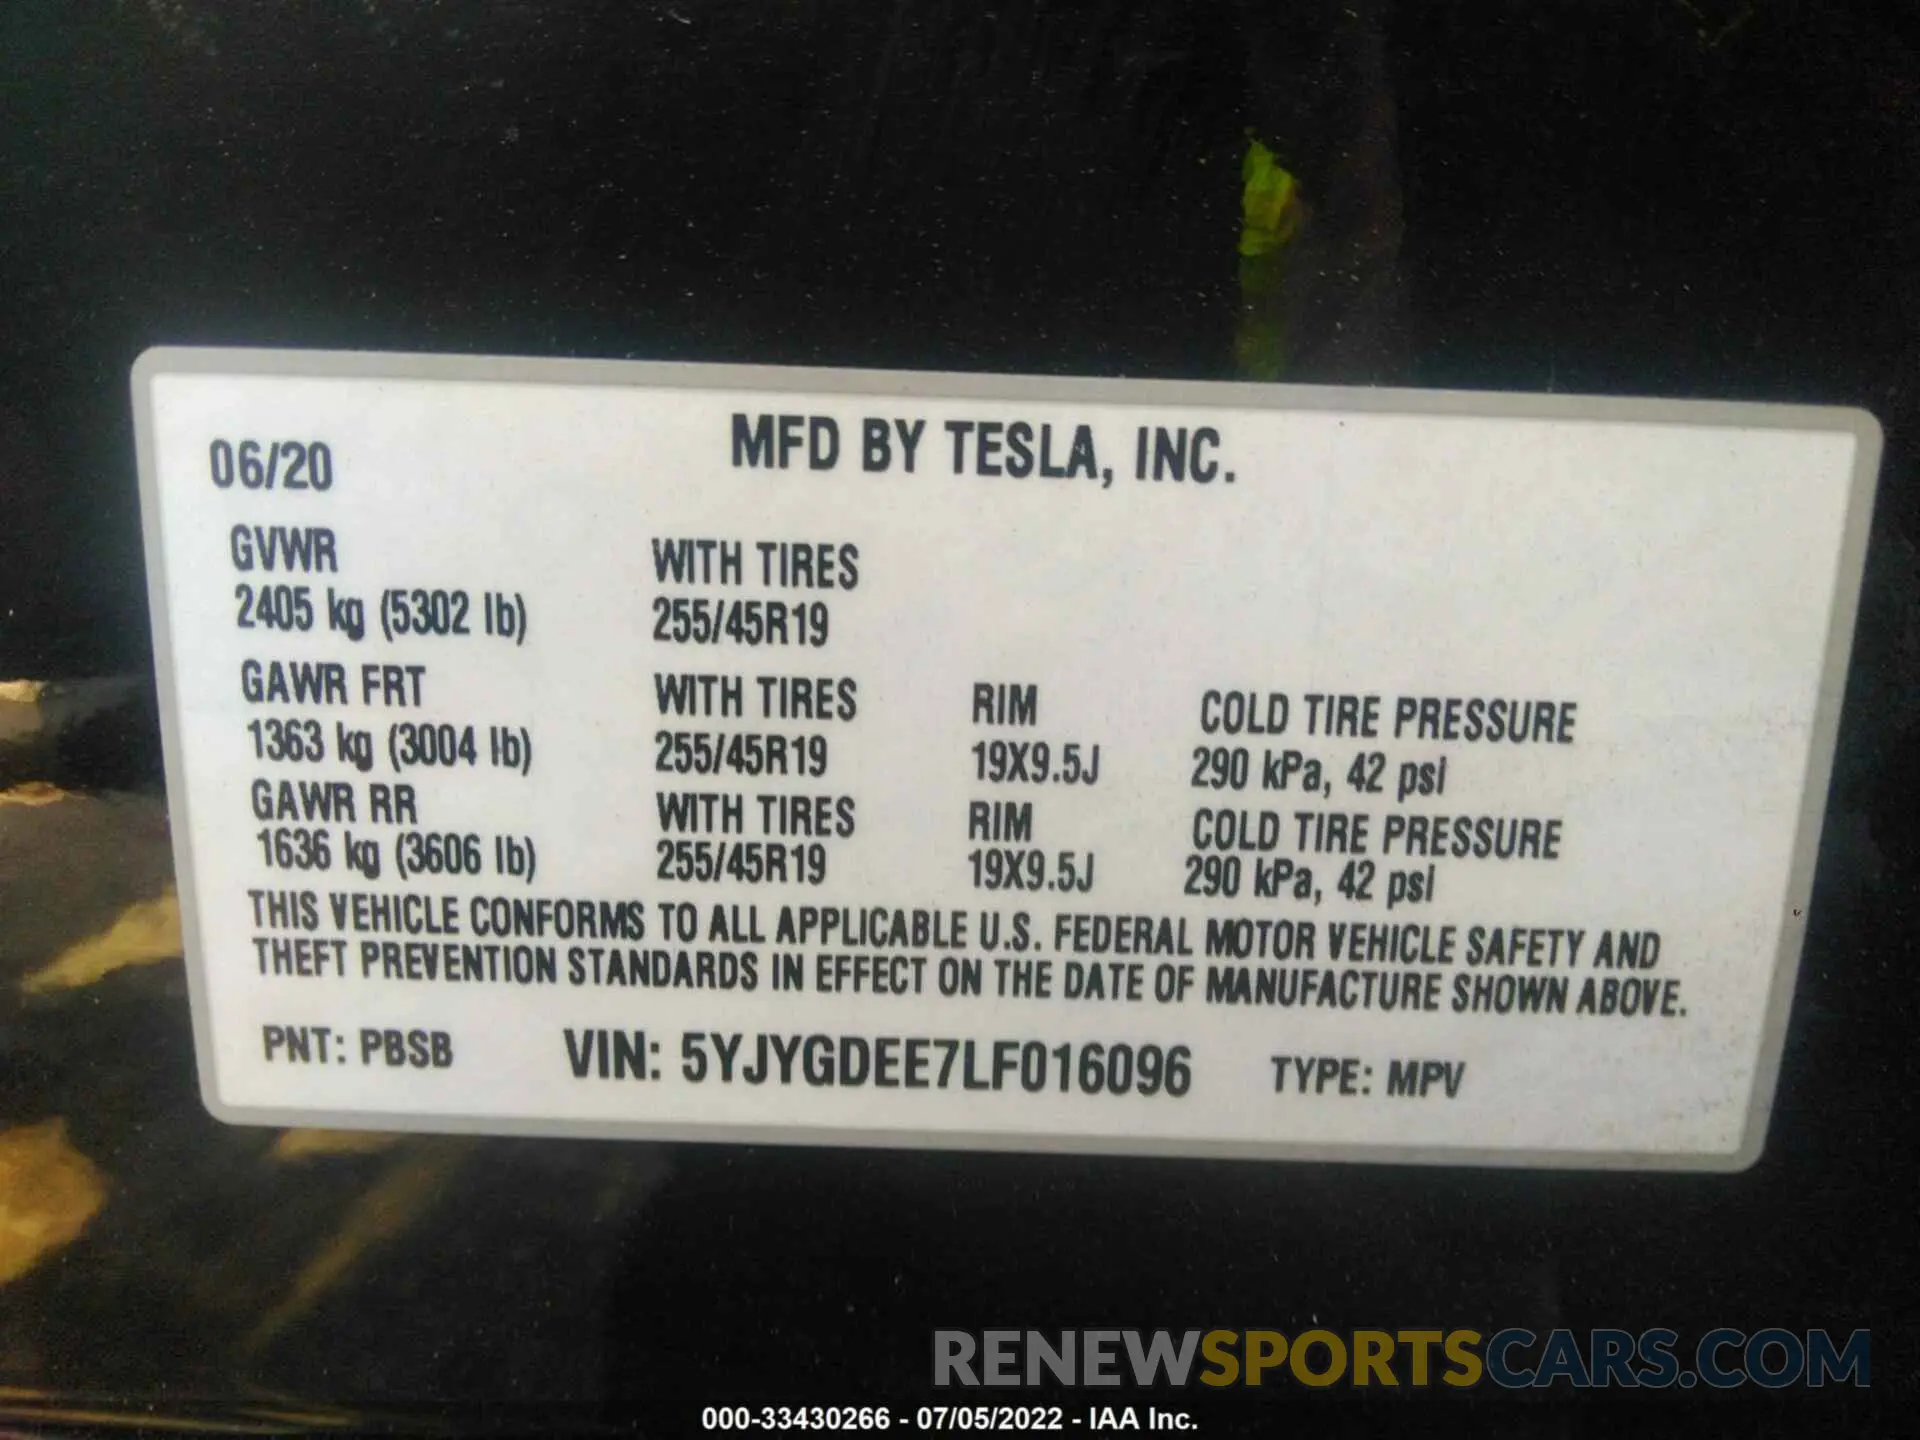 06/20 MFD BY TESLA, INC.
GVWR WITH TIRES
2405 kg (5302 lb) 255/45R19
GAWR FRT WITH TIRES RIM COLD TIRE PRESSURE
1363 kg (3004 lb) 255/45R19 19X9.5J 290 kPa, 42 psi
GAWR RR WITH TIRES RIM COLD TIRE PRESSURE
1636 kg (3606 lb) 255/45R19 19X9.5J 290 kPa, 42 psi
THIS VEHICLE CONFORMS TO ALL APPLICABLE U.S. FEDERAL MOTOR VEHICLE SAFETY AND
THEFT PREVENTION STANDARDS IN EFFECT ON THE DATE OF MANUFACTURE SHOWN ABOVE.
PNT: PBSB VIN: 5YJYGDEE7LF016096 TYPE: MPV
RENEWSPORTSCARS.COM
000-33430266 - 07/05/2022 - IAA Inc.